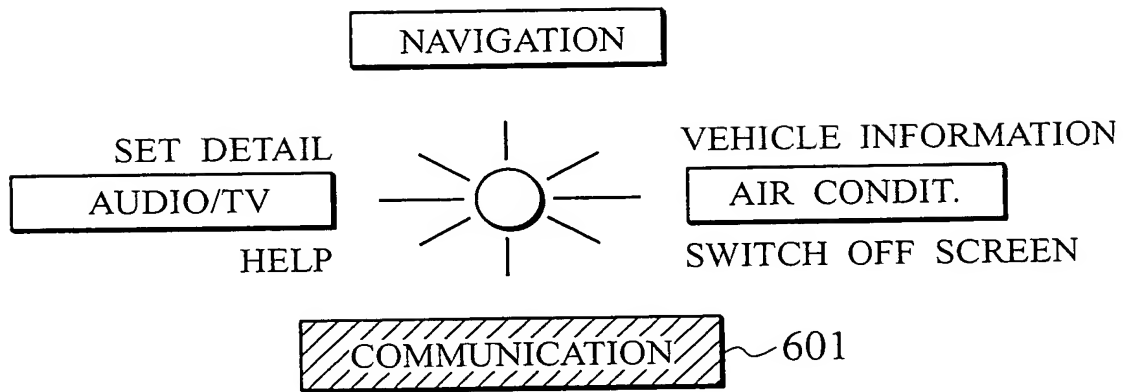 NAVIGATION
SET DETAIL
VEHICLE INFORMATION
AUDIO/TV
AIR CONDIT.
HELP
SWITCH OFF SCREEN
COMMUNICATION
601